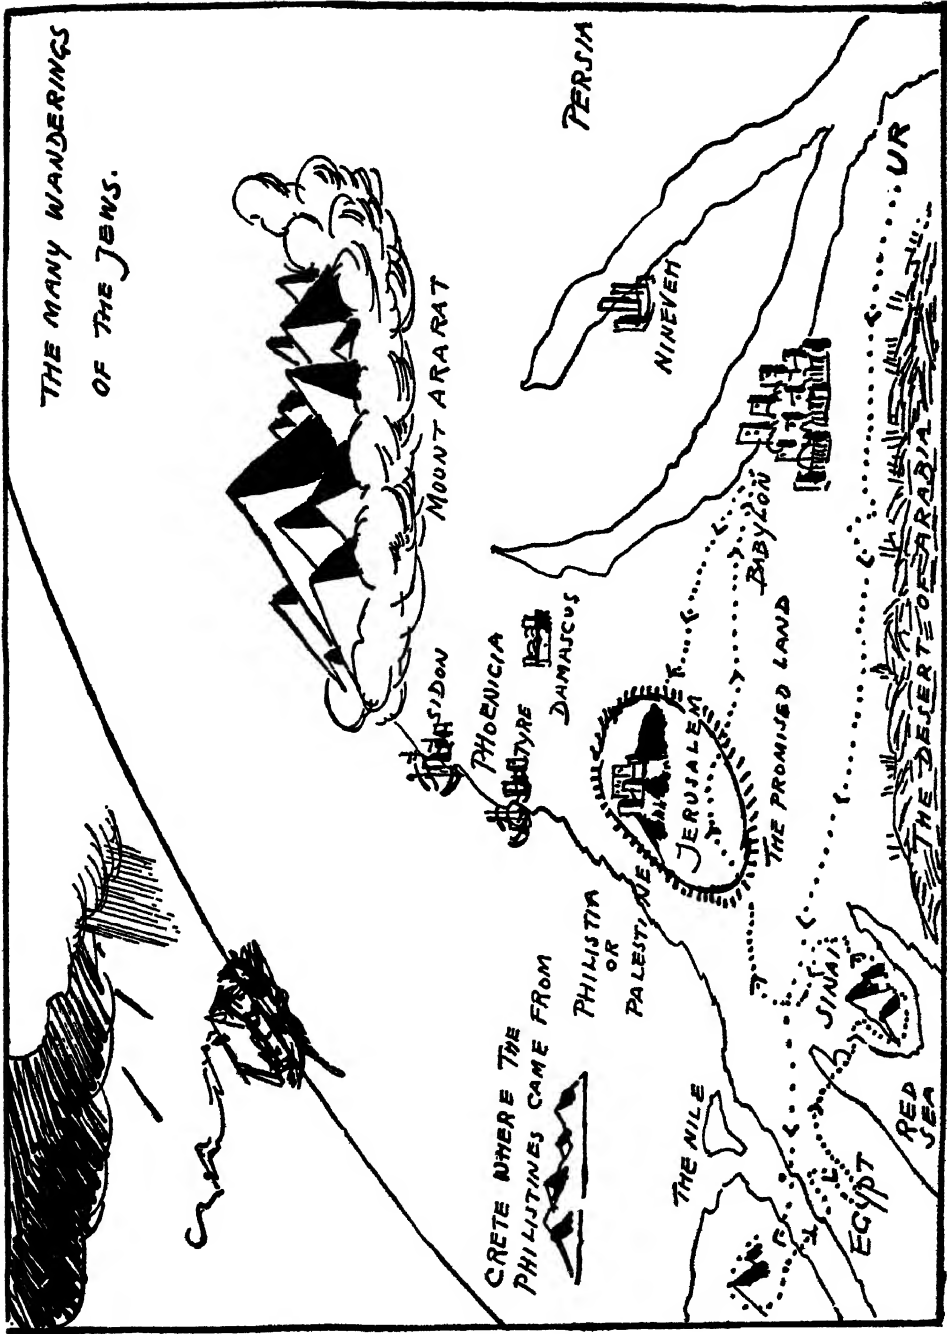 THE MANY WANDERINGS
OF THE JEWS.
PERSIA
MOUNT ARARAT
NINEVEH
UR
SIDON
PHOENICIA
TYRE
DAMASCUS
BABYLON
JERUSALEM
THE PROMISED LAND
THE DESERT OF ARABIA
PHILISTIA
OR
PALESTINE
CRETE WHERE THE
PHILISTINES CAME FROM
SINAI
THE NILE
RED
SEA
EGYPT